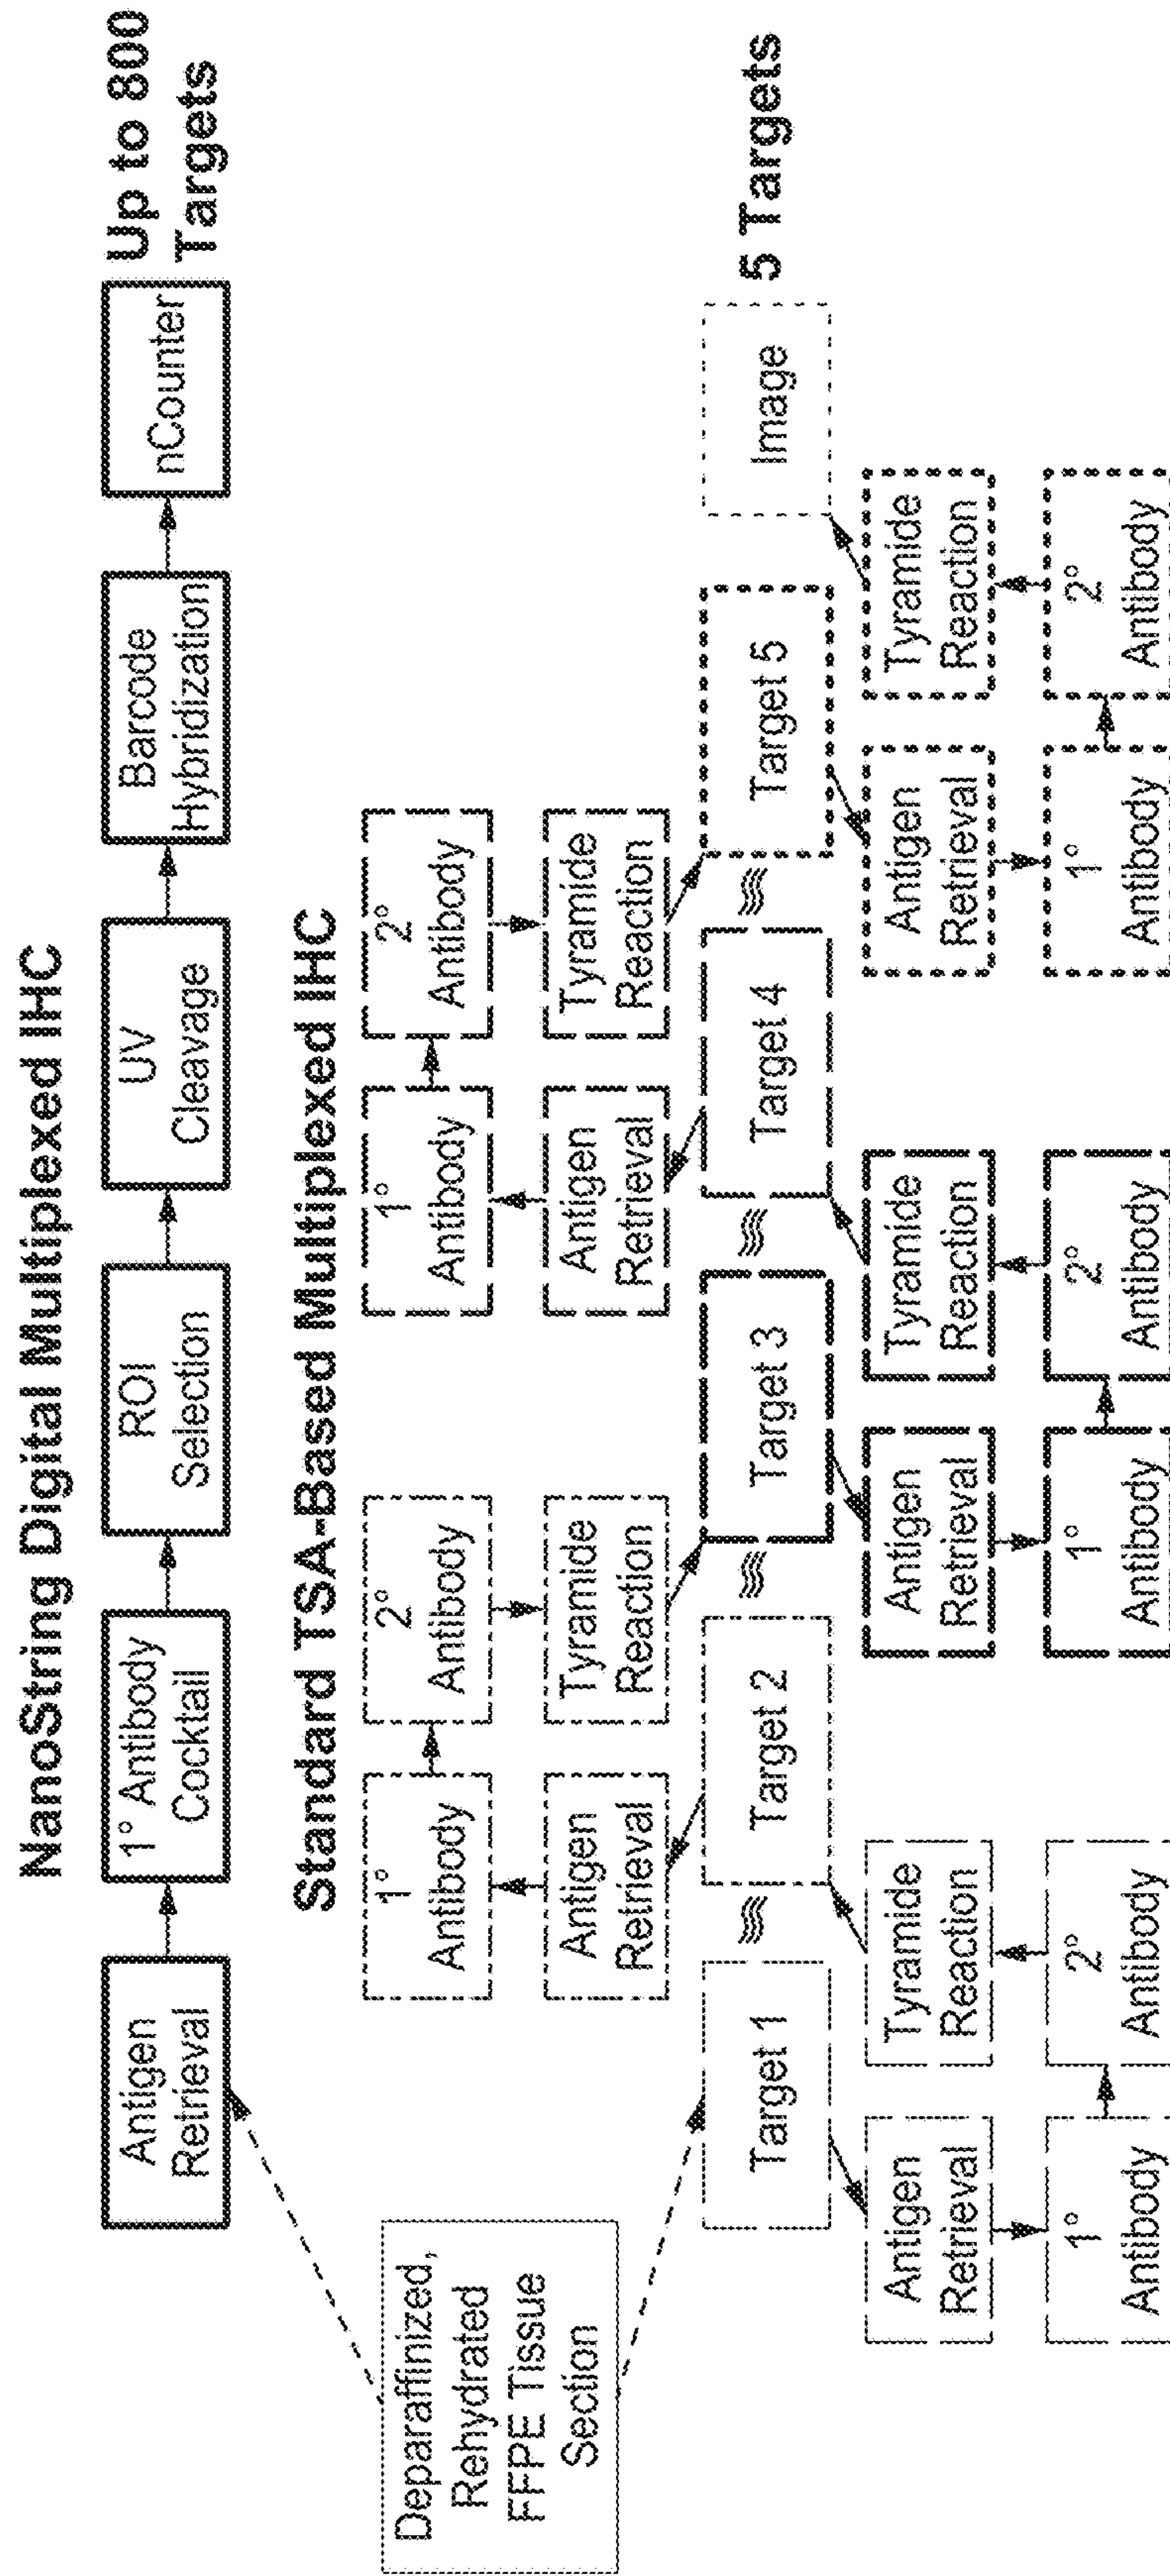 NanoString Digital Multiplexed IHC
Antigen
Retrieval
1° Antibody
Cocktail
ROI
Selection
UV
Cleavage
Barcode
Hybridization
nCounter
Up to 800
Targets
Deparaffinized,
Rehydrated
FFPE Tissue
Section
Standard TSA-Based Multiplexed IHC
1°
Antibody
2°
Antibody
1°
Antibody
2°
Antibody
Antigen
Retrieval
Tyramide
Reaction
Antigen
Retrieval
Tyramide
Reaction
Target 1
Target 2
Target 3
Target 4
Target 5
Image
5 Targets
Antigen
Retrieval
Tyramide
Reaction
Antigen
Retrieval
Tyramide
Reaction
Antigen
Retrieval
Tyramide
Reaction
1°
Antibody
2°
Antibody
1°
Antibody
2°
Antibody
1°
Antibody
2°
Antibody